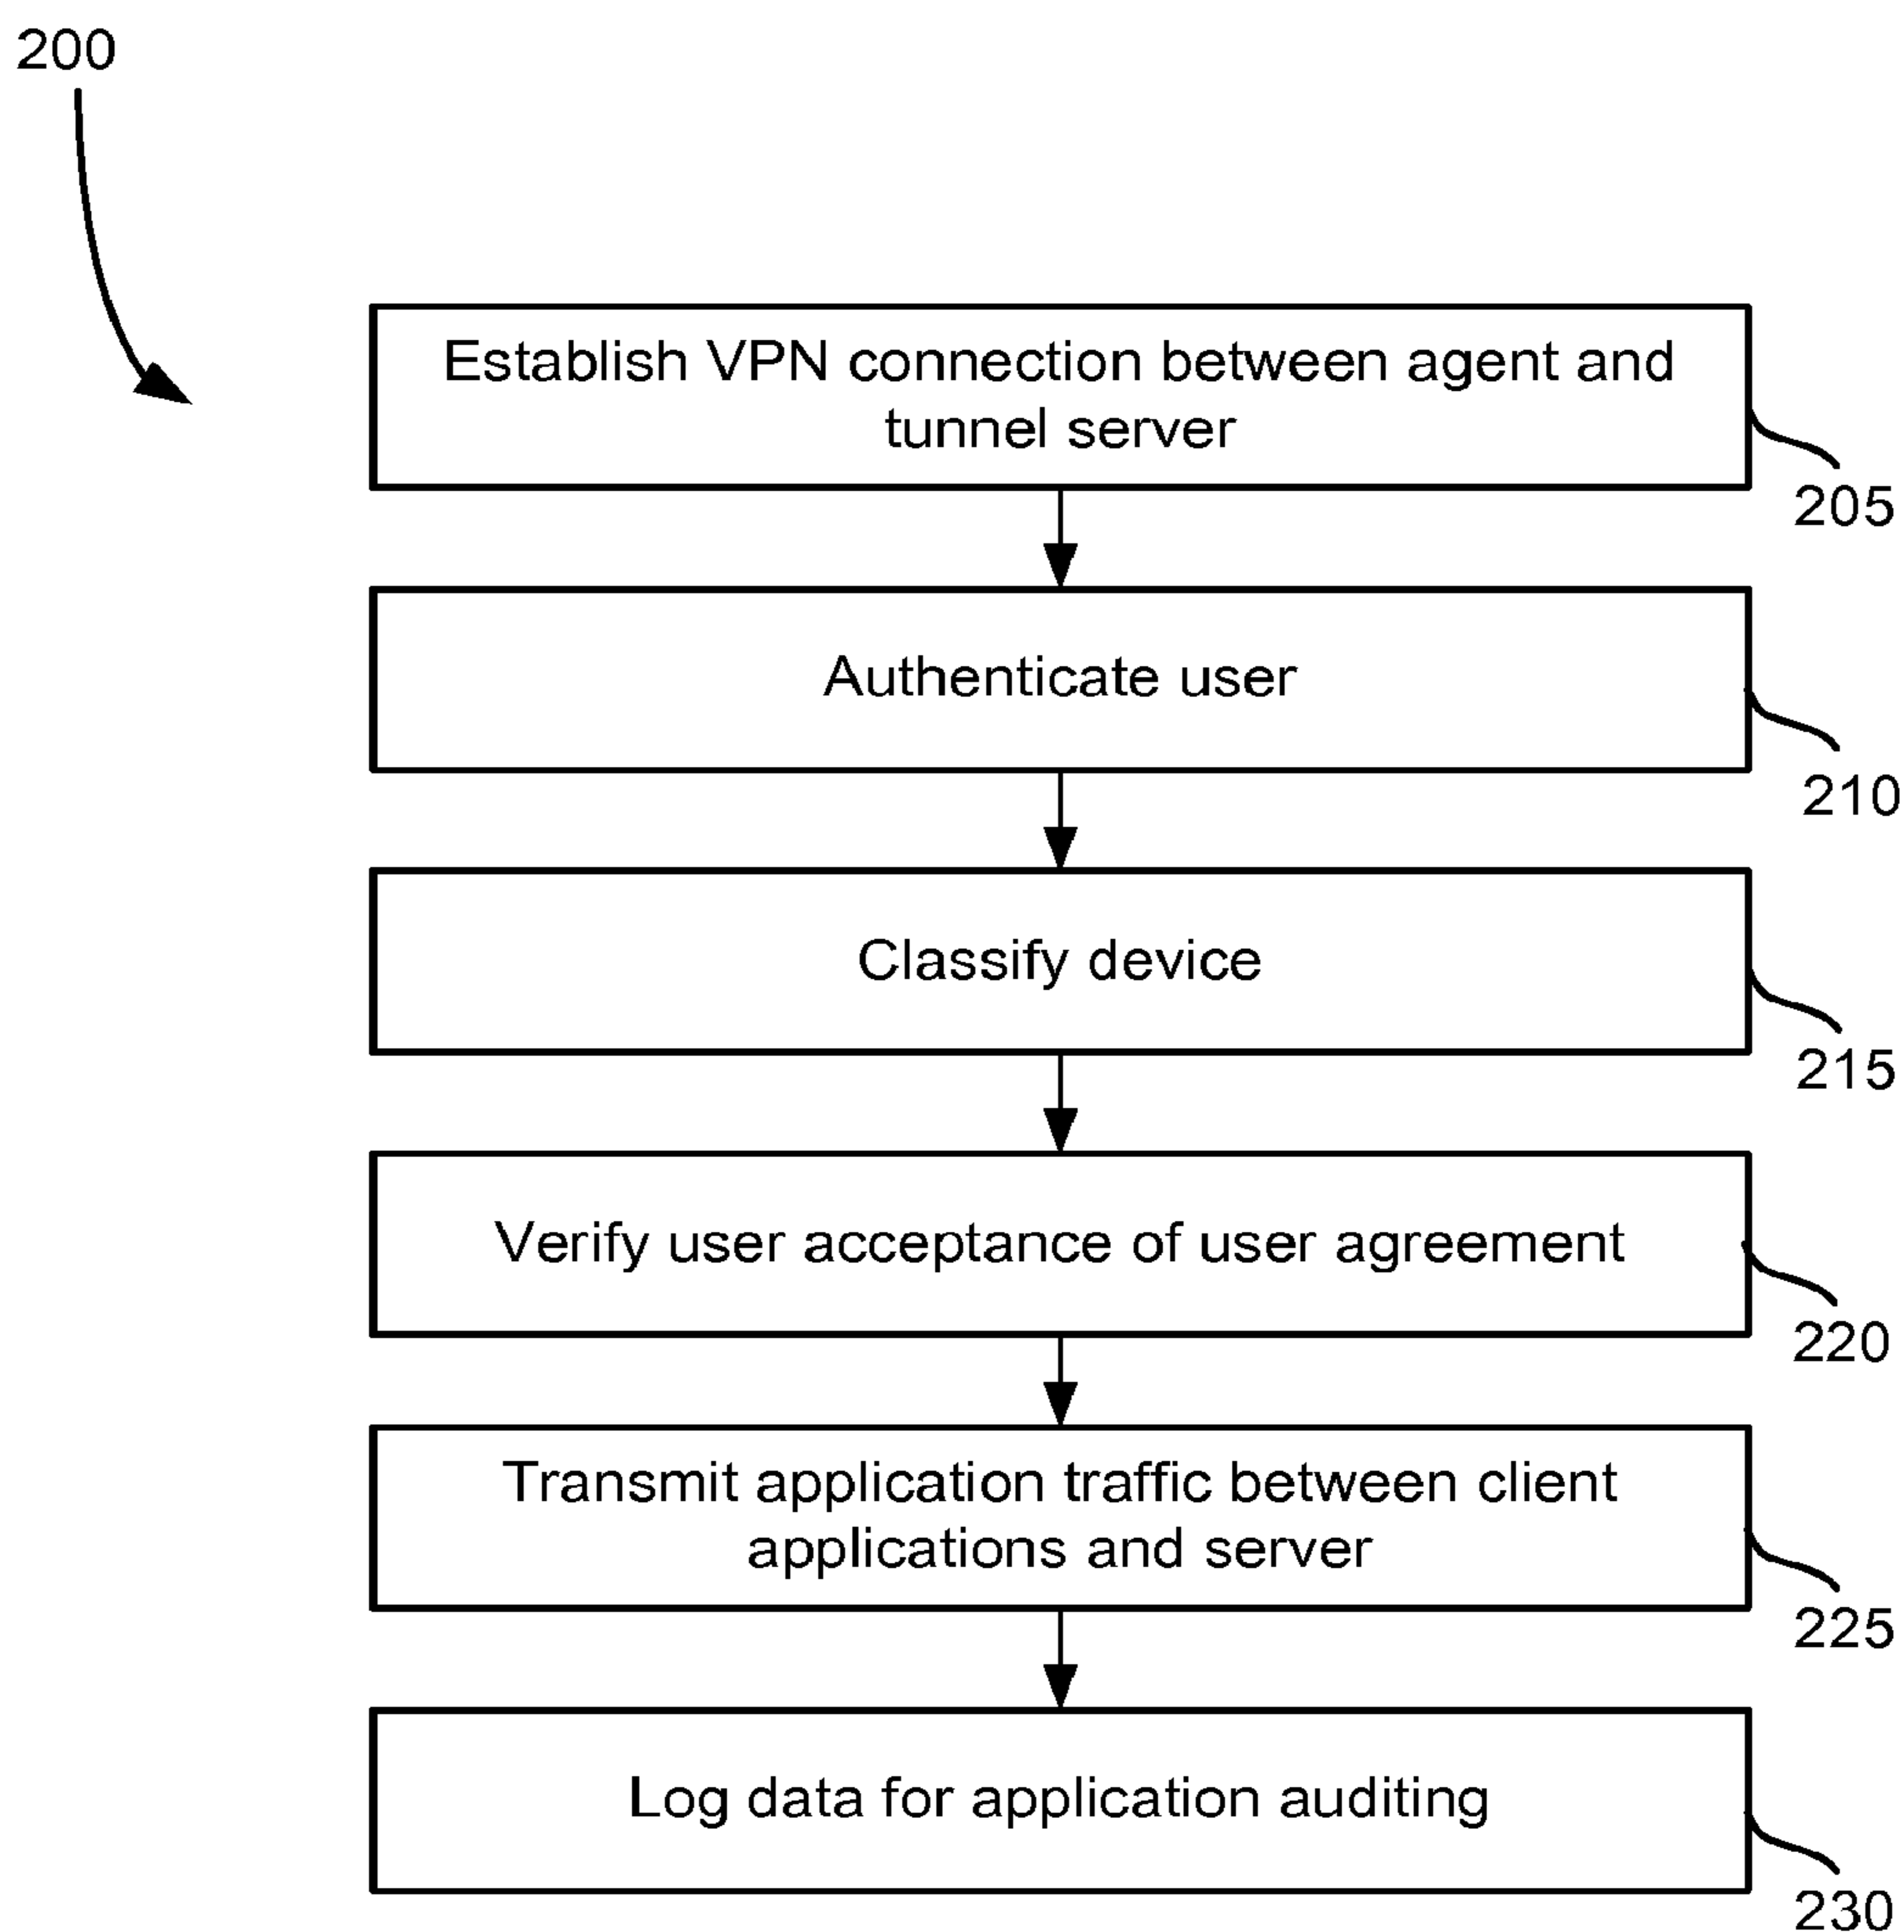 200
Establish VPN connection between agent and
tunnel server
205
Authenticate user
210
Classify device
215
Verify user acceptance of user agreement
220
Transmit application traffic between client
applications and server
225
Log data for application auditing
230